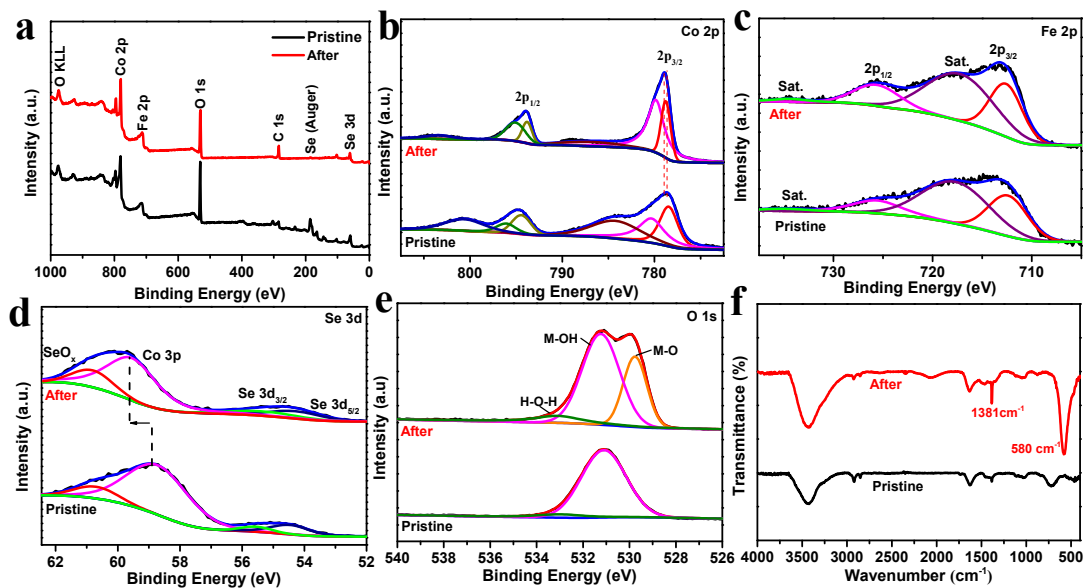 a
Pristine
After
O KLL
Co 2p
Fe 2p
O 1s
C 1s
Se (Auger)
Se 3d
Intensity (a.u.)
1000 800 600 400 200 0
Binding Energy (eV)
b
Co 2p
2p3/2
2p1/2
After
Pristine
Intensity (a.u.)
800 790 780
Binding Energy (eV)
c
Fe 2p
Sat.
2p1/2
Sat.
2p3/2
After
Sat.
Pristine
Intensity (a.u.)
730 720 710
Binding Energy (eV)
d
Se 3d
SeOx
Co 3p
After
Se 3d3/2
Se 3d5/2
Pristine
Intensity (a.u.)
62 60 58 56 54 52
Binding Energy (eV)
e
O 1s
M-OH
M-O
H-O-H
After
Pristine
Intensity (a.u.)
540 538 535 533 530 528 526
Binding Energy (eV)
f
After
1381cm-1
580 cm-1
Pristine
Transmittance (%)
4000 3500 3000 2500 2000 1500 1000 500
Wavenumber (cm-1)